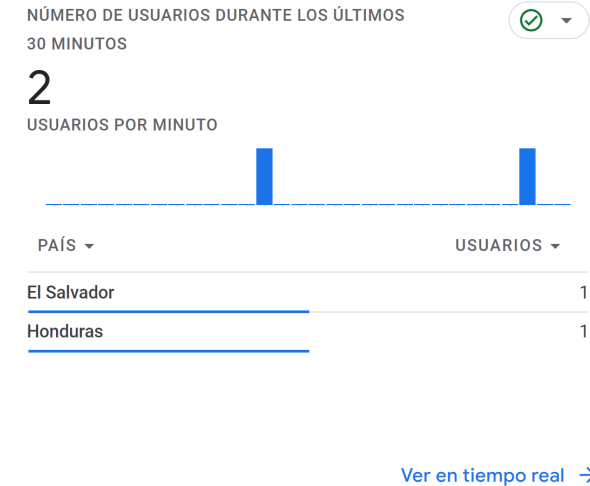 NÚMERO DE USUARIOS DURANTE LOS ÚLTIMOS
30 MINUTOS
2
USUARIOS POR MINUTO
PAÍS USUARIOS
El Salvador 1
Honduras 1
Ver en tiempo real